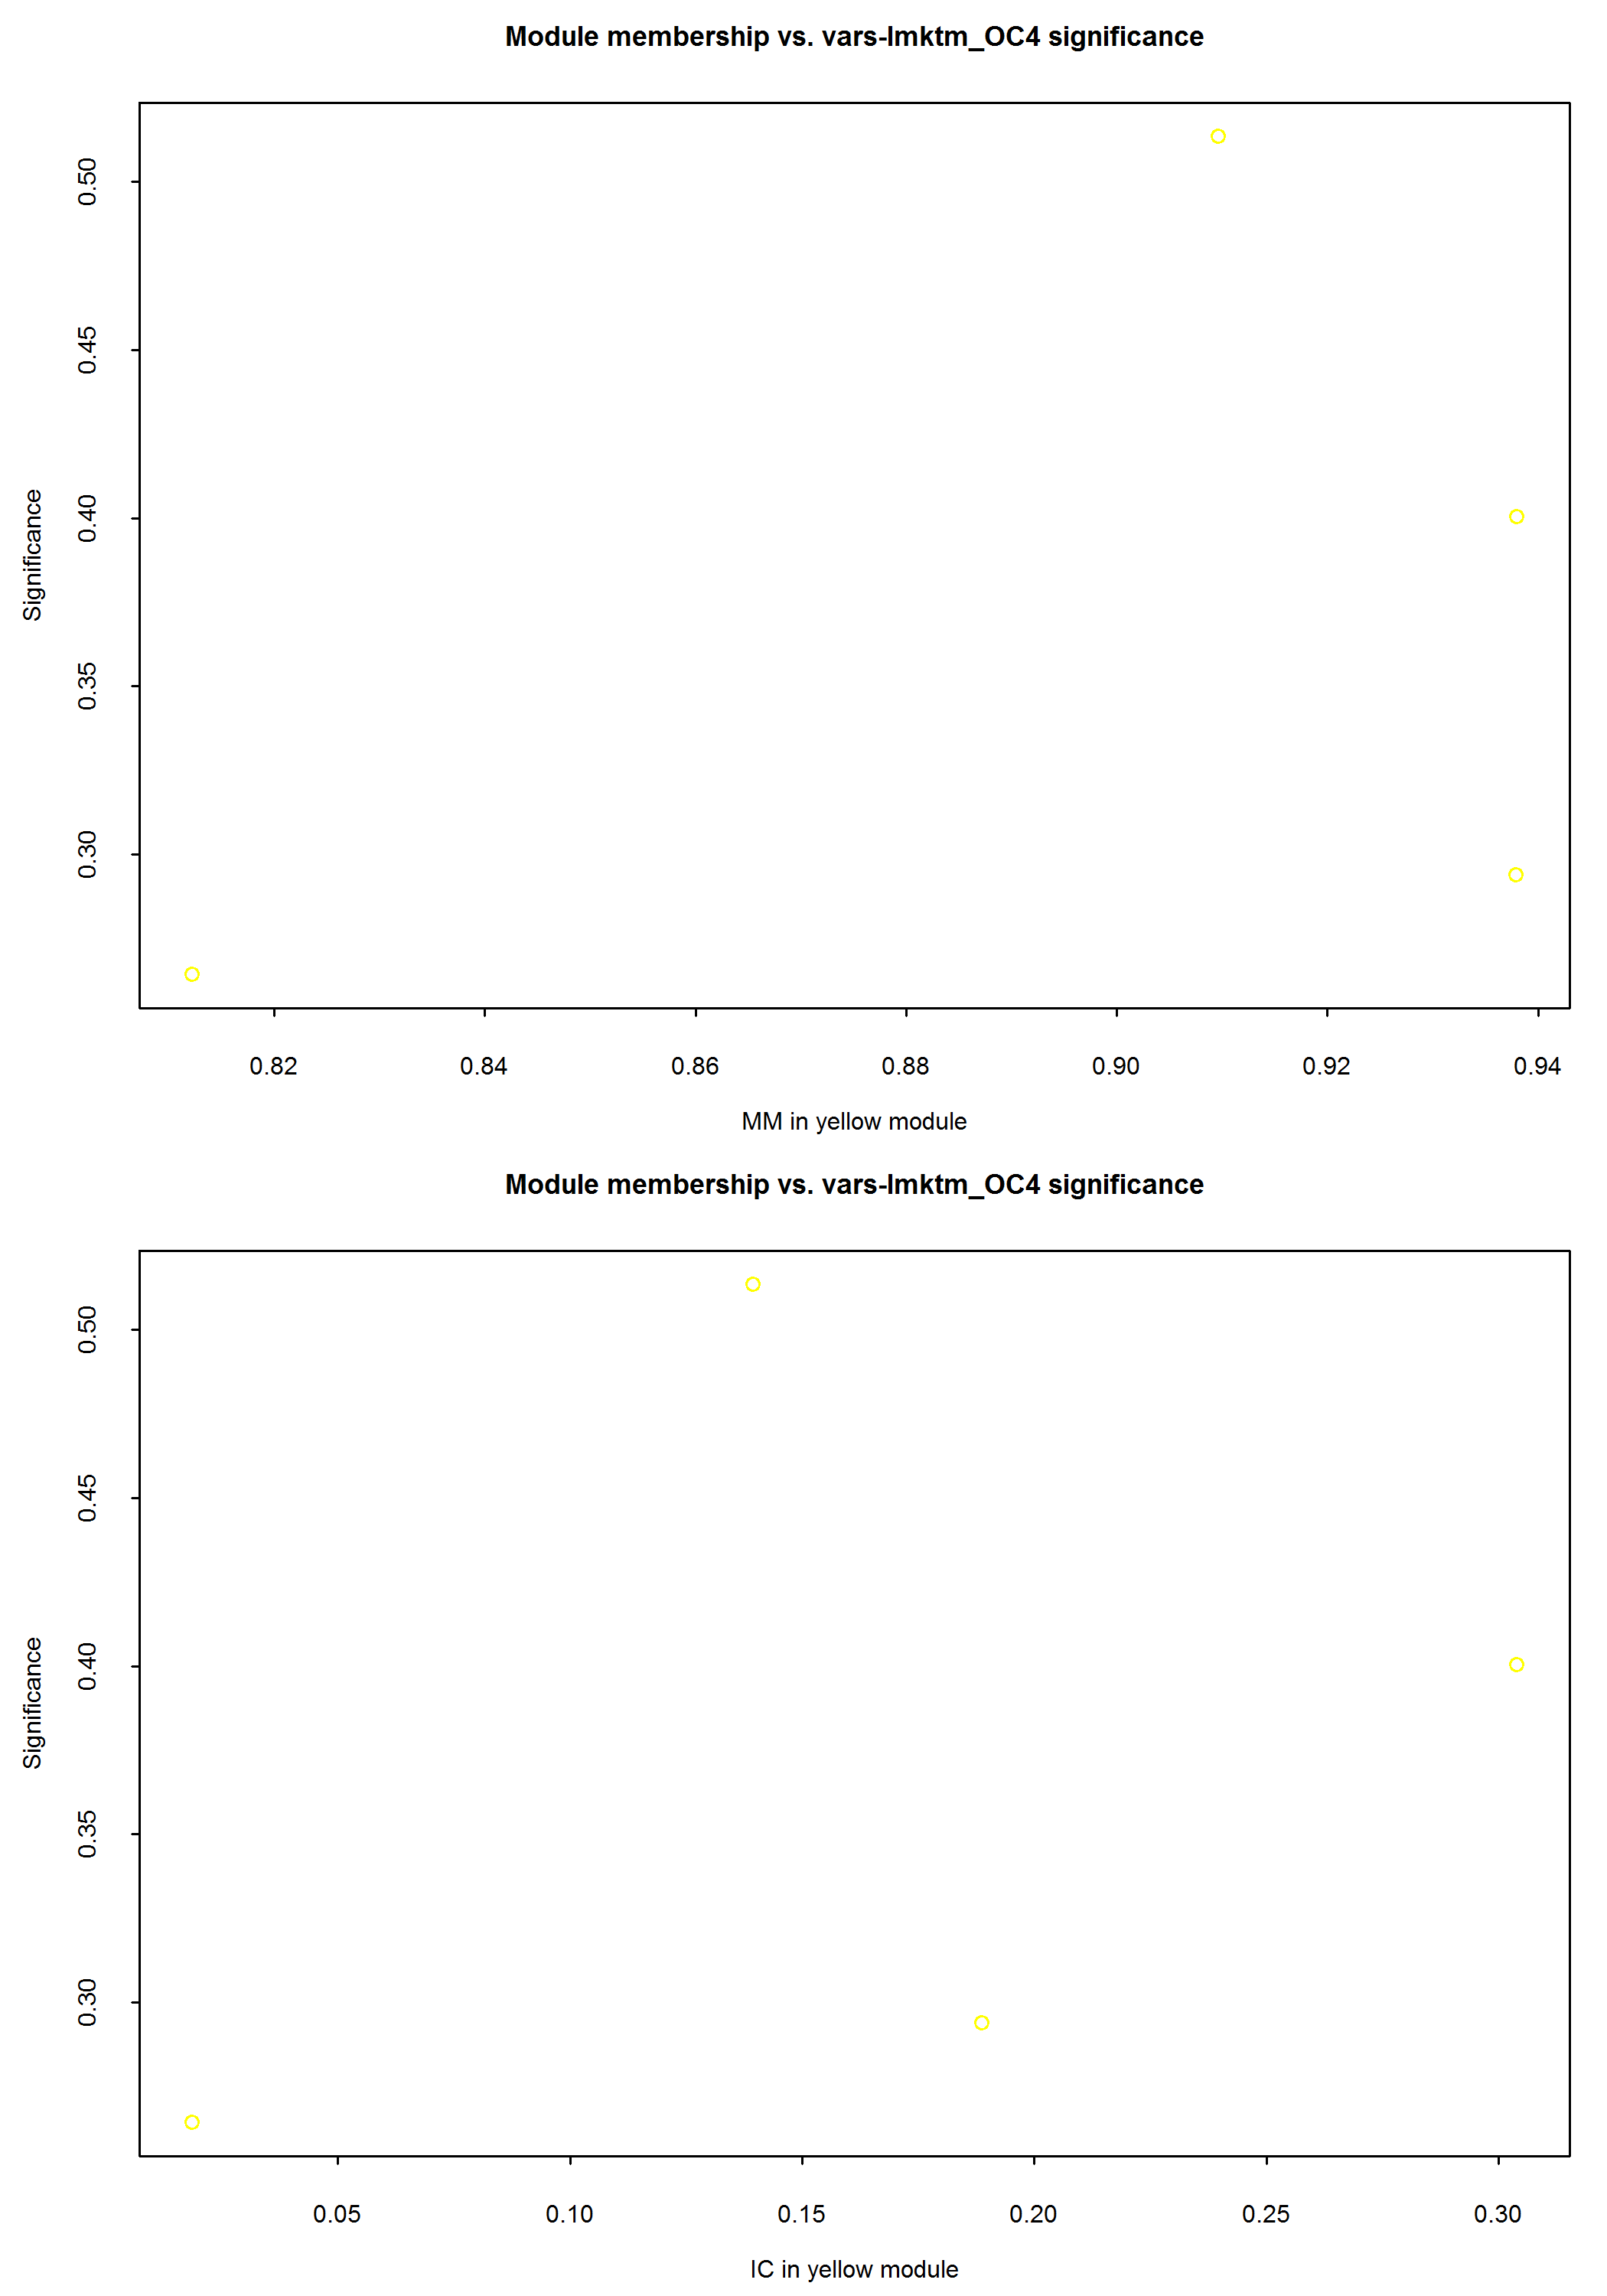 Module membership vs. vars-lmktm_OC4 significance
0.50
0.45
0.40
0.35
0.30
Significance
0.82 0.84 0.86 0.88 0.90 0.92 0.94
MM in yellow module
Module membership vs. vars-lmktm_OC4 significance
0.50
0.45
0.40
0.35
0.30
Significance
0.05 0.10 0.15 0.20 0.25 0.30
IC in yellow module